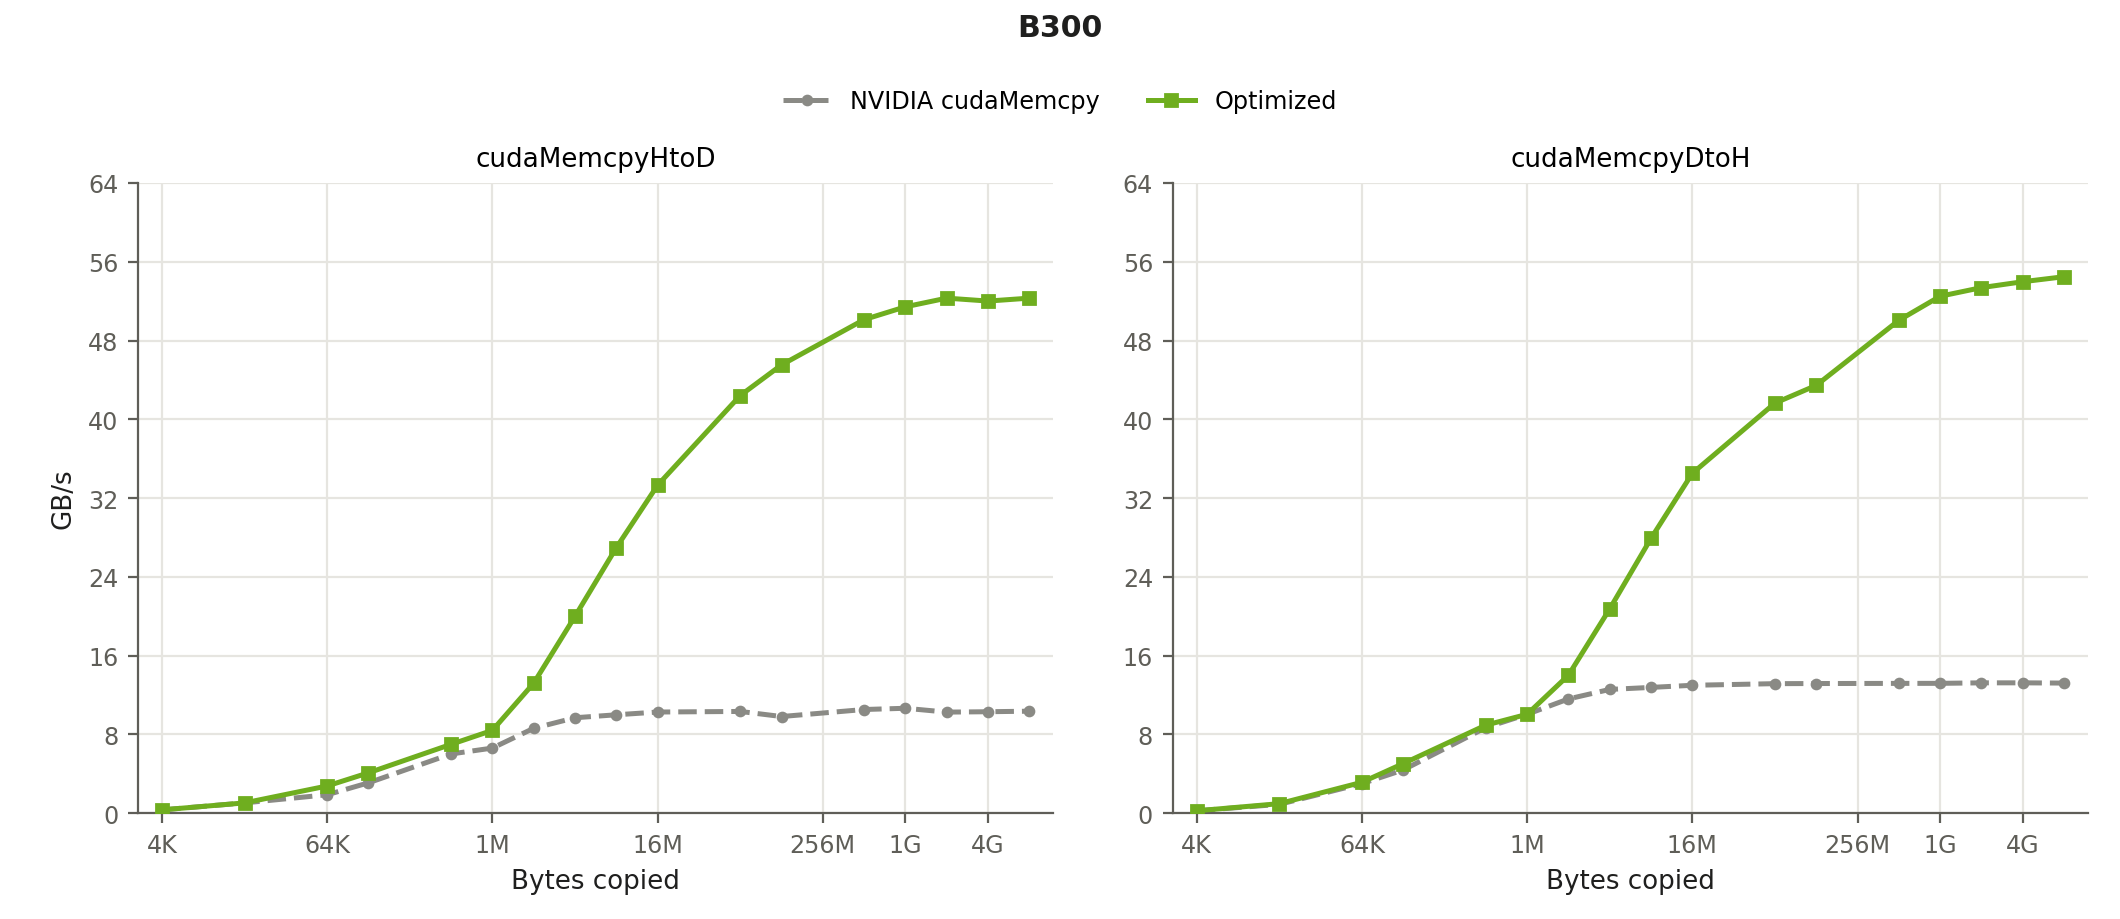 B300
NVIDIA cudaMemcpy
Optimized
cudaMemcpyHtoD
64
56
48
40
32
24
16
8
0
GB/s
4K 64K 1M 16M 256M 1G 4G
Bytes copied
cudaMemcpyDtoH
64
56
48
40
32
24
16
8
0
4K 64K 1M 16M 256M 1G 4G
Bytes copied